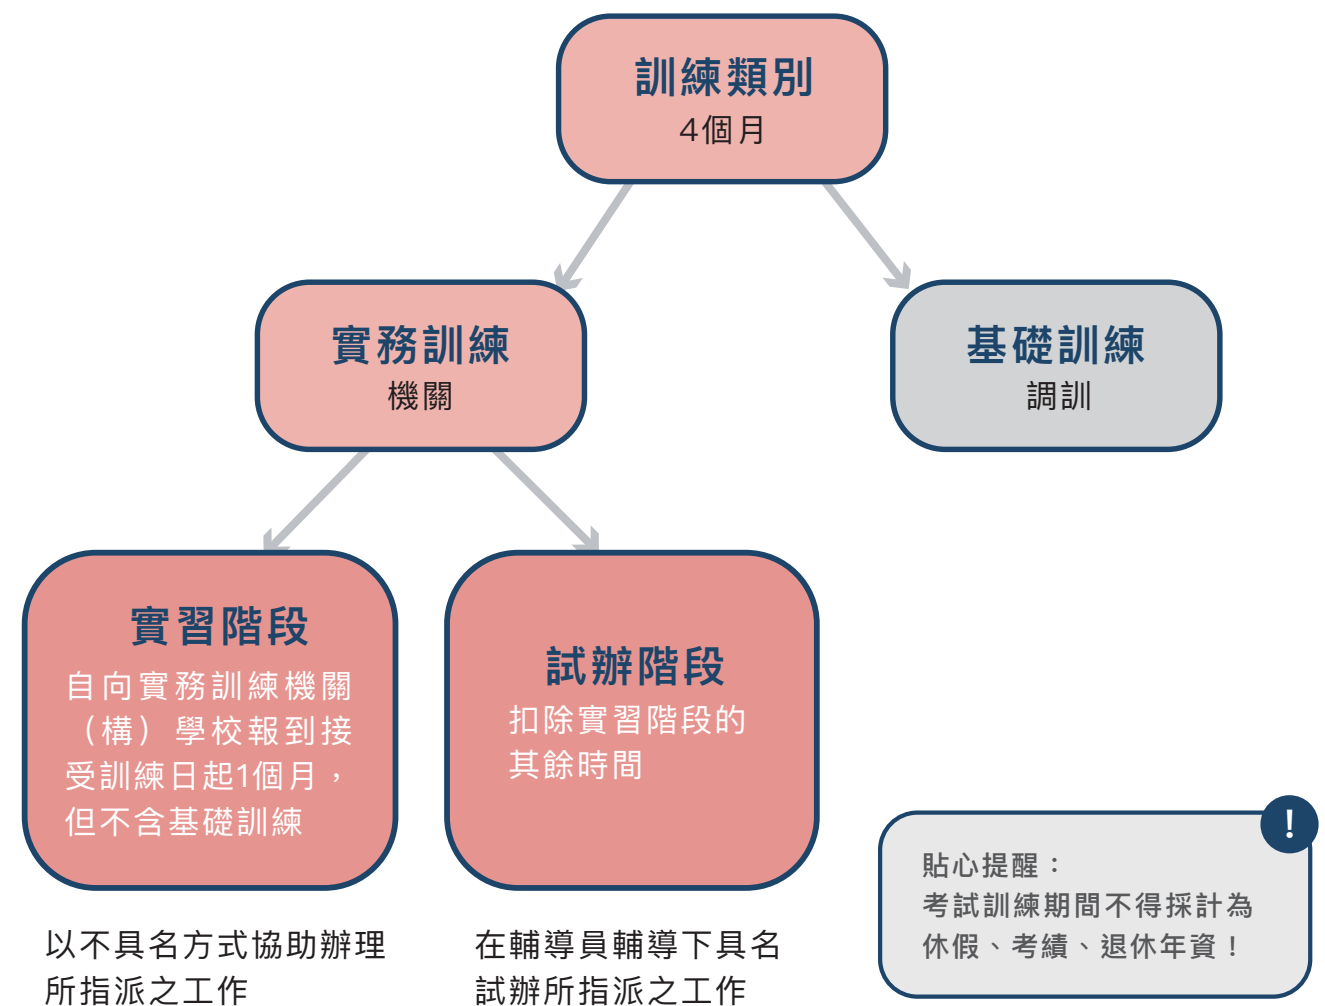 訓練類別
4個月
實務訓練
機關
基礎訓練
調訓
實習階段
自向實務訓練機關
（構）學校報到接
受訓練日起1個月，
但不含基礎訓練
試辦階段
扣除實習階段的
其餘時間
以不具名方式協助辦理
所指派之工作
在輔導員輔導下具名
試辦所指派之工作
!
貼心提醒：
考試訓練期間不得採計為
休假、考績、退休年資！